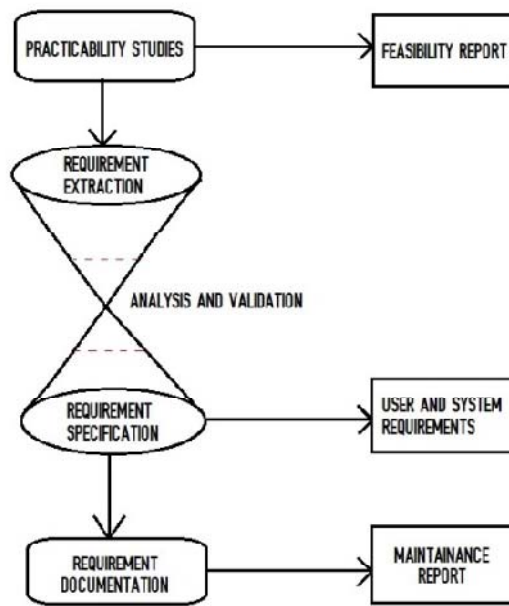 PRACTICABILITY STUDIES
FEASIBILITY REPORT
REQUIREMENT
EXTRACTION
ANALYSIS AND VALIDATION
REQUIREMENT
SPECIFICATION
USER AND SYSTEM
REQUIREMENTS
REQUIREMENT
DOCUMENTATION
MAINTAINANCE
REPORT